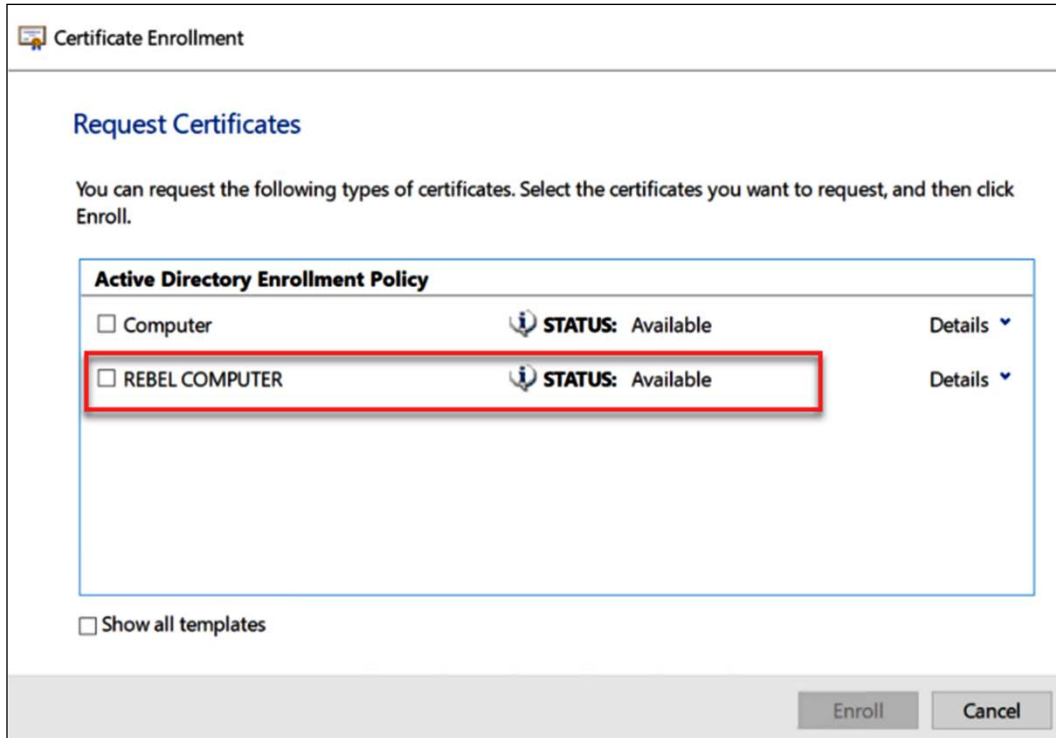 Certificate Enrollment
Request Certificates
You can request the following types of certificates. Select the certificates you want to request, and then click
Enroll.
Active Directory Enrollment Policy
Computer STATUS: Available Details
REBEL COMPUTER STATUS: Available Details
Show all templates
Enroll Cancel